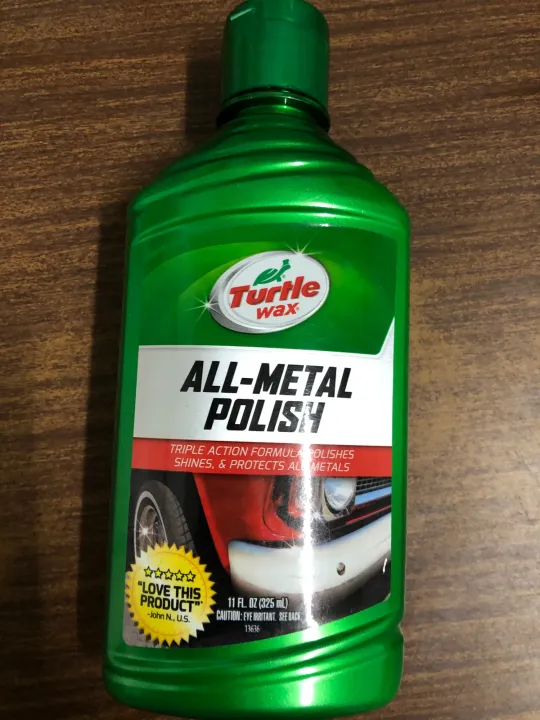 Turtle
wax
ALL-METAL
POLISH
TRIPLE ACTION FORMULA POLISHES
SHINES, & PROTECTS ALL METALS
"LOVE THIS
PRODUCT"
-John N., U.S.
11 FL. OZ (325 mL)
CAUTION: EYE IRRITANT. SEE BACK.
13636